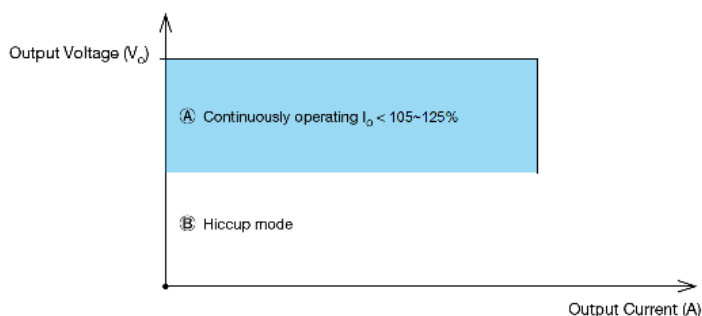 Output Voltage (Vo)
Ⓐ Continuously operating Io < 105~125%
Ⓑ Hiccup mode
Output Current (A)